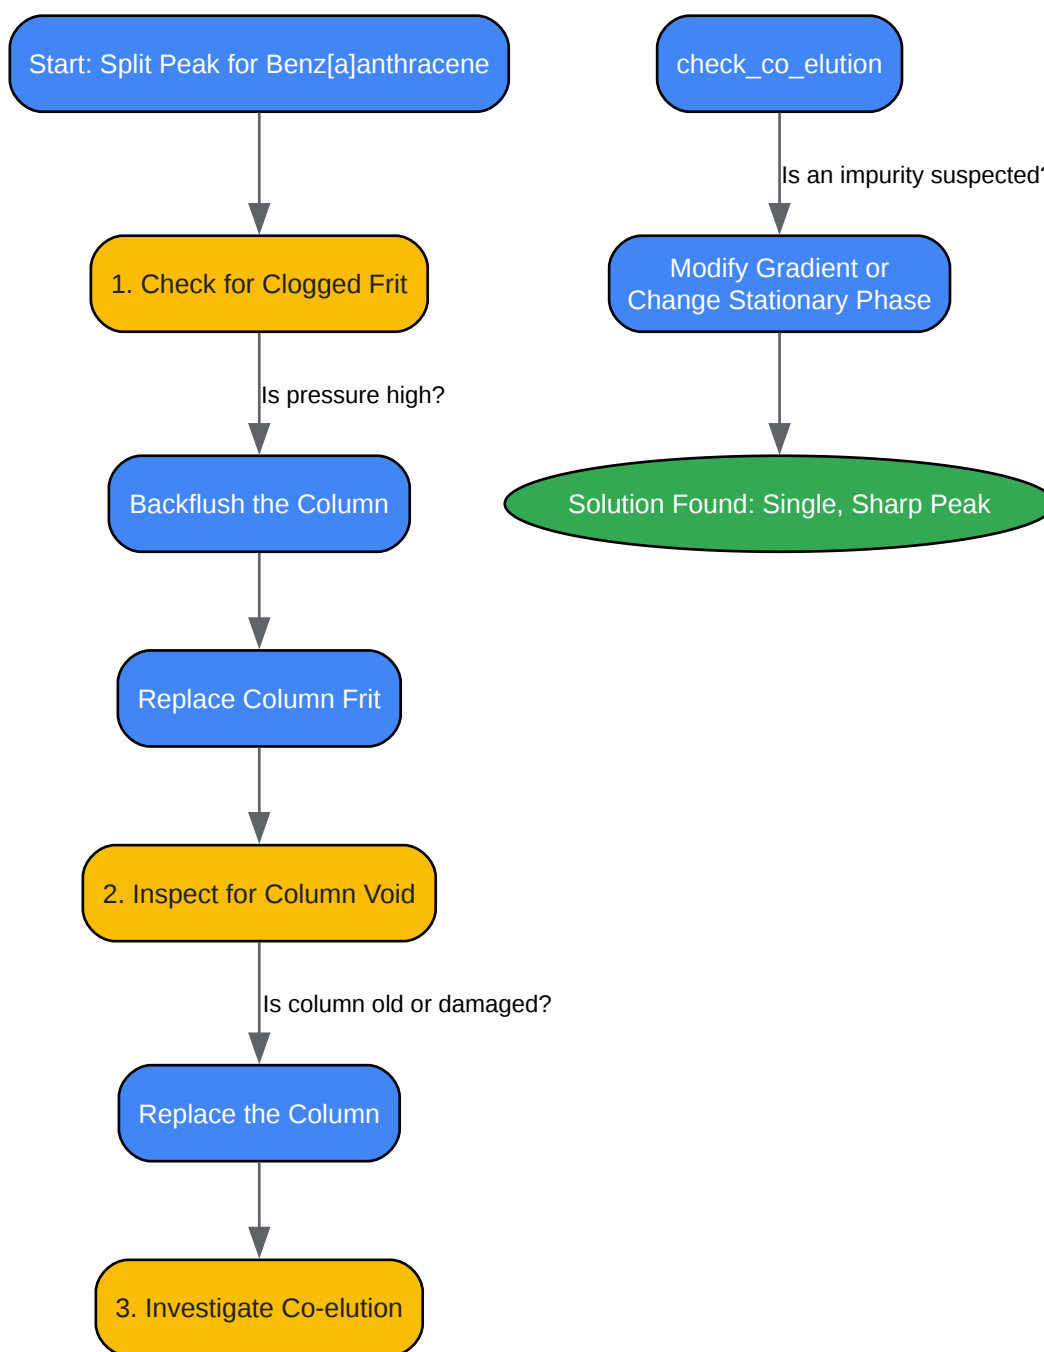 Start: Split Peak for Benz[a]anthracene
1. Check for Clogged Frit
Is pressure high?
Backflush the Column
Replace Column Frit
2. Inspect for Column Void
Is column old or damaged?
Replace the Column
3. Investigate Co-elution
check_co_elution
Is an impurity suspected?
Modify Gradient or
Change Stationary Phase
Solution Found: Single, Sharp Peak